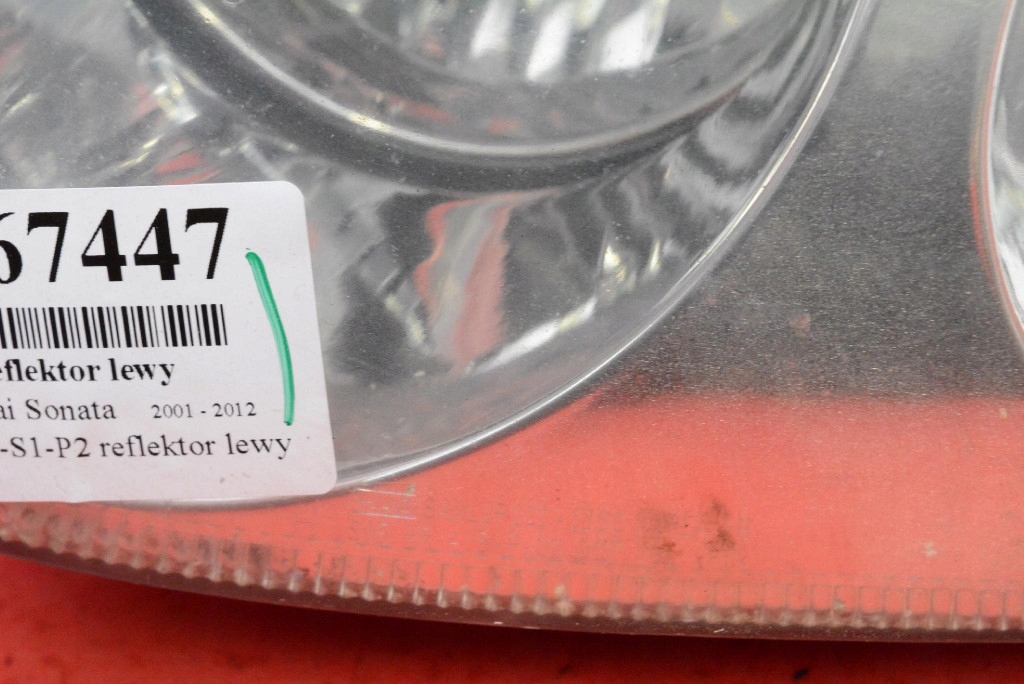 67447
eflektor lewy
ai Sonata 2001 - 2012
-S1-P2 reflektor lewy